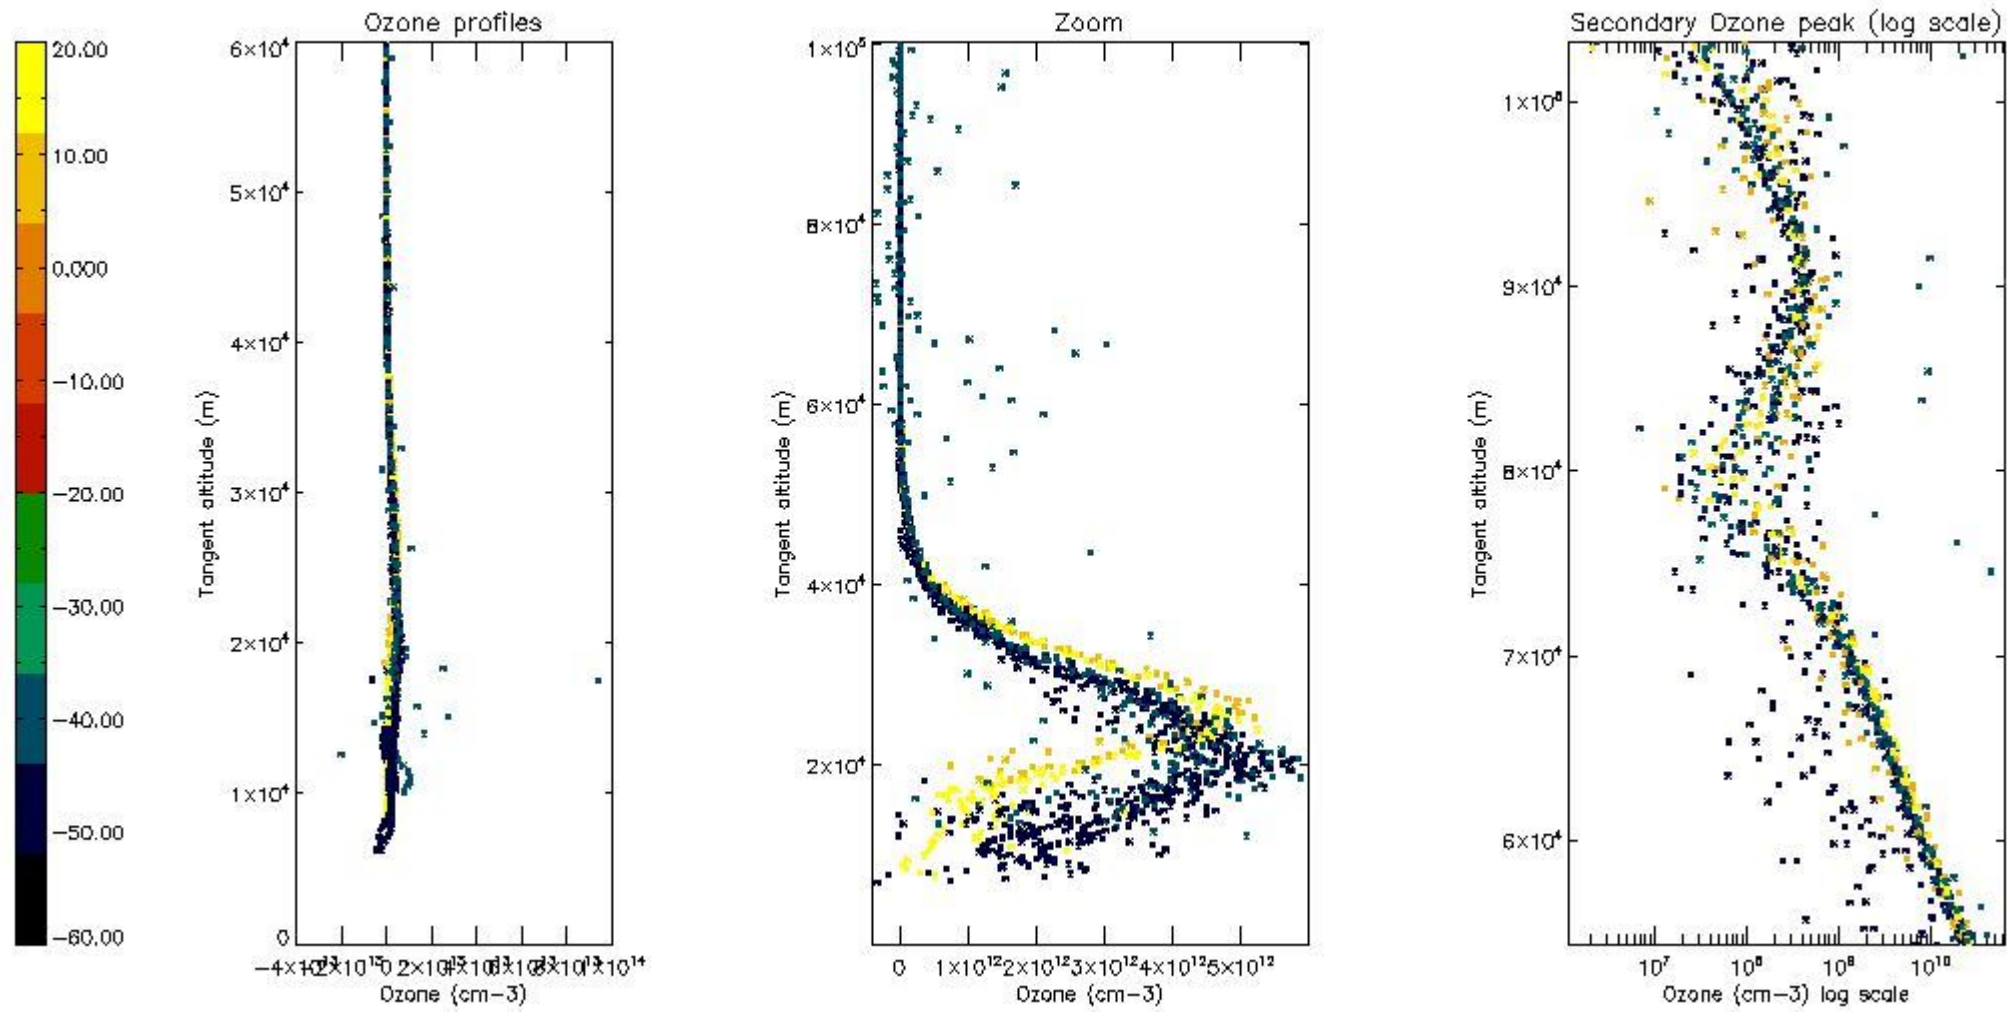 Ozone profiles
Zoom
Secondary Ozone peak (log scale)
20.00
10.00
0.000
−10.00
−20.00
−30.00
−40.00
−50.00
−60.00
6×10⁴
5×10⁴
4×10⁴
3×10⁴
2×10⁴
1×10⁴
0
Tangent altitude (m)
0
1×10¹⁴
Ozone (cm−3)
1×10⁵
8×10⁴
6×10⁴
4×10⁴
2×10⁴
Tangent altitude (m)
0 1×10¹² 2×10¹² 3×10¹² 4×10¹² 5×10¹²
Ozone (cm−3)
9×10⁴
8×10⁴
7×10⁴
6×10⁴
Tangent altitude (m)
10⁷ 10⁸ 10⁹ 10¹⁰
Ozone (cm−3) log scale